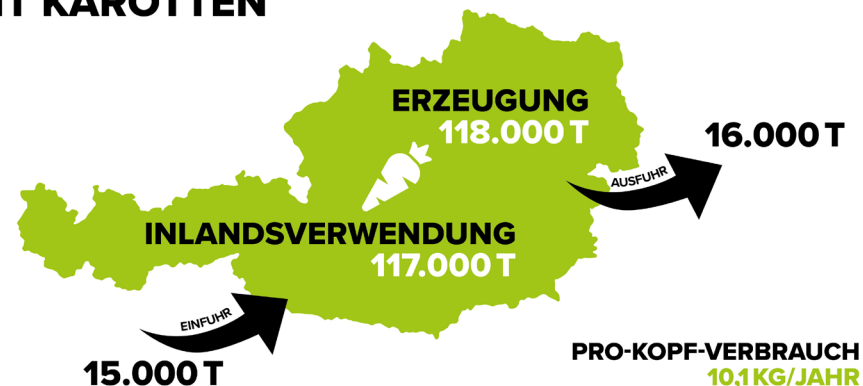 KAROTTEN
ERZEUGUNG
118.000 T
16.000 T
AUSFUHR
INLANDSVERWENDUNG
117.000 T
EINFUHR
15.000 T
PRO-KOPF-VERBRAUCH
10,1 KG/JAHR